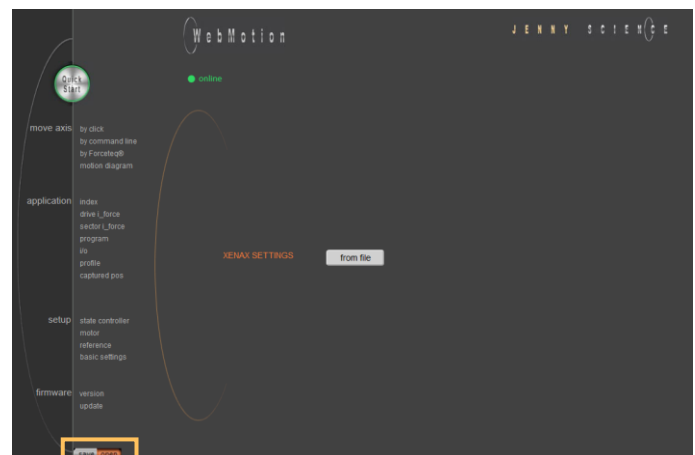 WebMotion
JENNY SCIENCE
Quick
Start
online
move axis
by click
by command line
by Forceteq®
motion diagram
application
index
drive i_force
sector i_force
program
i/o
profile
captured pos
XENAX SETTINGS
from file
setup
state controller
motor
reference
basic settings
firmware
version
update